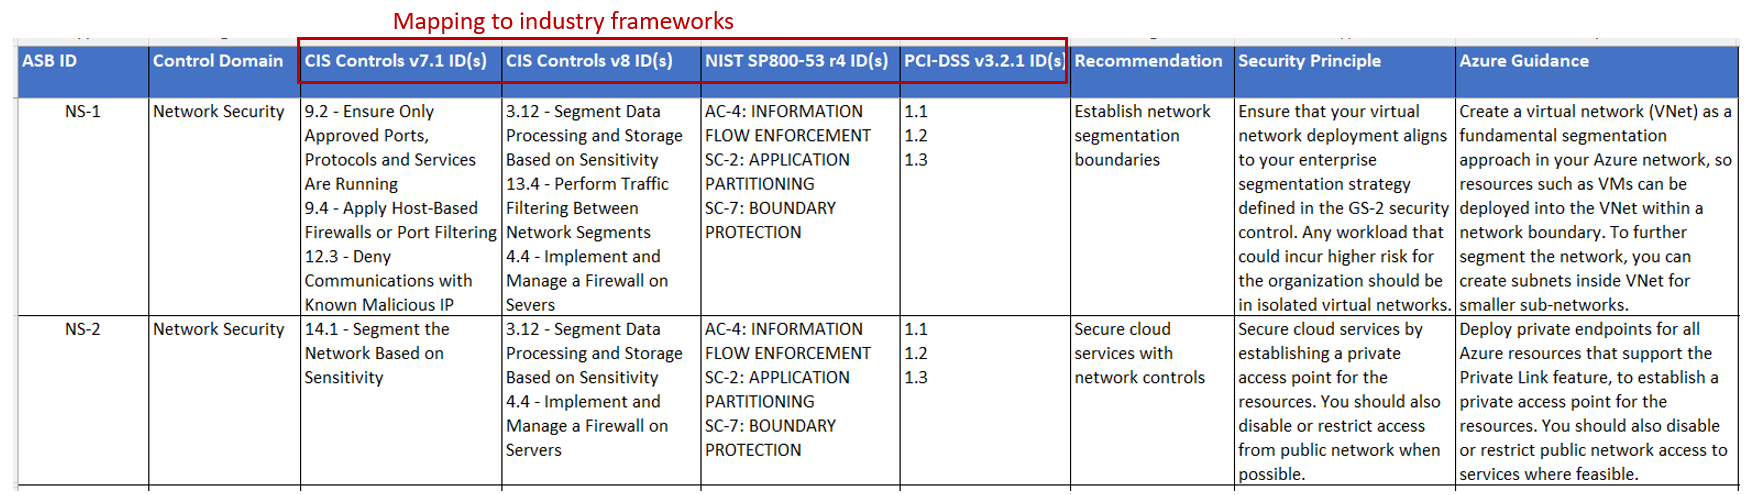 Mapping to industry frameworks
ASB ID
Control Domain
CIS Controls v7.1 ID(s)
CIS Controls v8 ID(s)
NIST SP800-53 r4 ID(s)
PCI-DSS v3.2.1 ID(s)
Recommendation
Security Principle
Azure Guidance
NS-1
Network Security
9.2 - Ensure Only
Approved Ports,
Protocols and Services
Are Running
9.4 - Apply Host-Based
Firewalls or Port Filtering
12.3 - Deny
Communications with
Known Malicious IP
3.12 - Segment Data
Processing and Storage
Based on Sensitivity
13.4 - Perform Traffic
Filtering Between
Network Segments
4.4 - Implement and
Manage a Firewall on
Severs
AC-4: INFORMATION
FLOW ENFORCEMENT
SC-2: APPLICATION
PARTITIONING
SC-7: BOUNDARY
PROTECTION
1.1
1.2
1.3
Establish network
segmentation
boundaries
Ensure that your virtual
network deployment aligns
to your enterprise
segmentation strategy
defined in the GS-2 security
control. Any workload that
could incur higher risk for
the organization should be
in isolated virtual networks.
Create a virtual network (VNet) as a
fundamental segmentation
approach in your Azure network, so
resources such as VMs can be
deployed into the VNet within a
network boundary. To further
segment the network, you can
create subnets inside VNet for
smaller sub-networks.
NS-2
Network Security
14.1 - Segment the
Network Based on
Sensitivity
3.12 - Segment Data
Processing and Storage
Based on Sensitivity
4.4 - Implement and
Manage a Firewall on
Servers
AC-4: INFORMATION
FLOW ENFORCEMENT
SC-2: APPLICATION
PARTITIONING
SC-7: BOUNDARY
PROTECTION
1.1
1.2
1.3
Secure cloud
services with
network controls
Secure cloud services by
establishing a private
access point for the
resources. You should also
disable or restrict access
from public network when
possible.
Deploy private endpoints for all
Azure resources that support the
Private Link feature, to establish a
private access point for the
resources. You should also disable
or restrict public network access to
services where feasible.